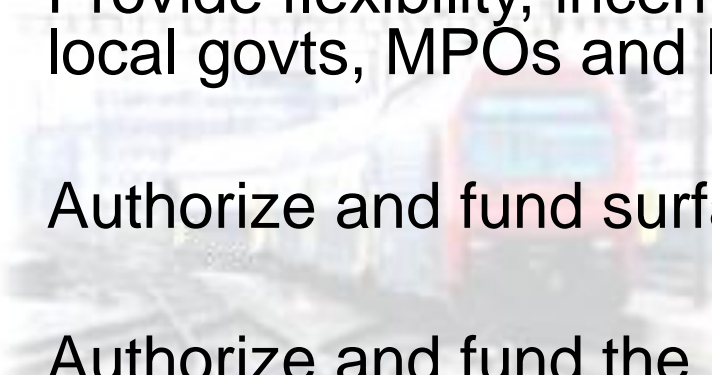 Provide flexibility,
local govts, MPOs and
Authorize and fund
Authorize and fund the